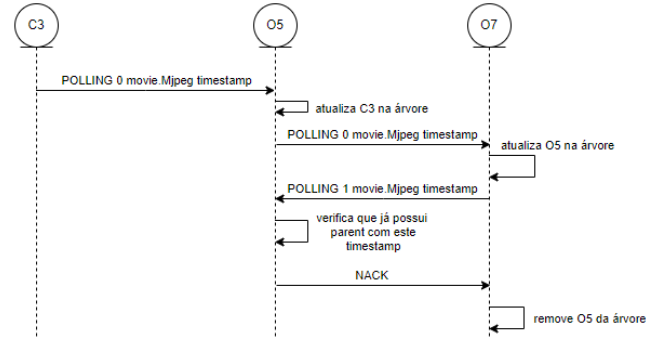 C3
O5
O7
POLLING 0 movie.Mjpeg timestamp
atualiza C3 na árvore
POLLING 0 movie.Mjpeg timestamp
atualiza O5 na árvore
POLLING 1 movie.Mjpeg timestamp
verifica que já possui
parent com este
timestamp
NACK
remove O5 da árvore